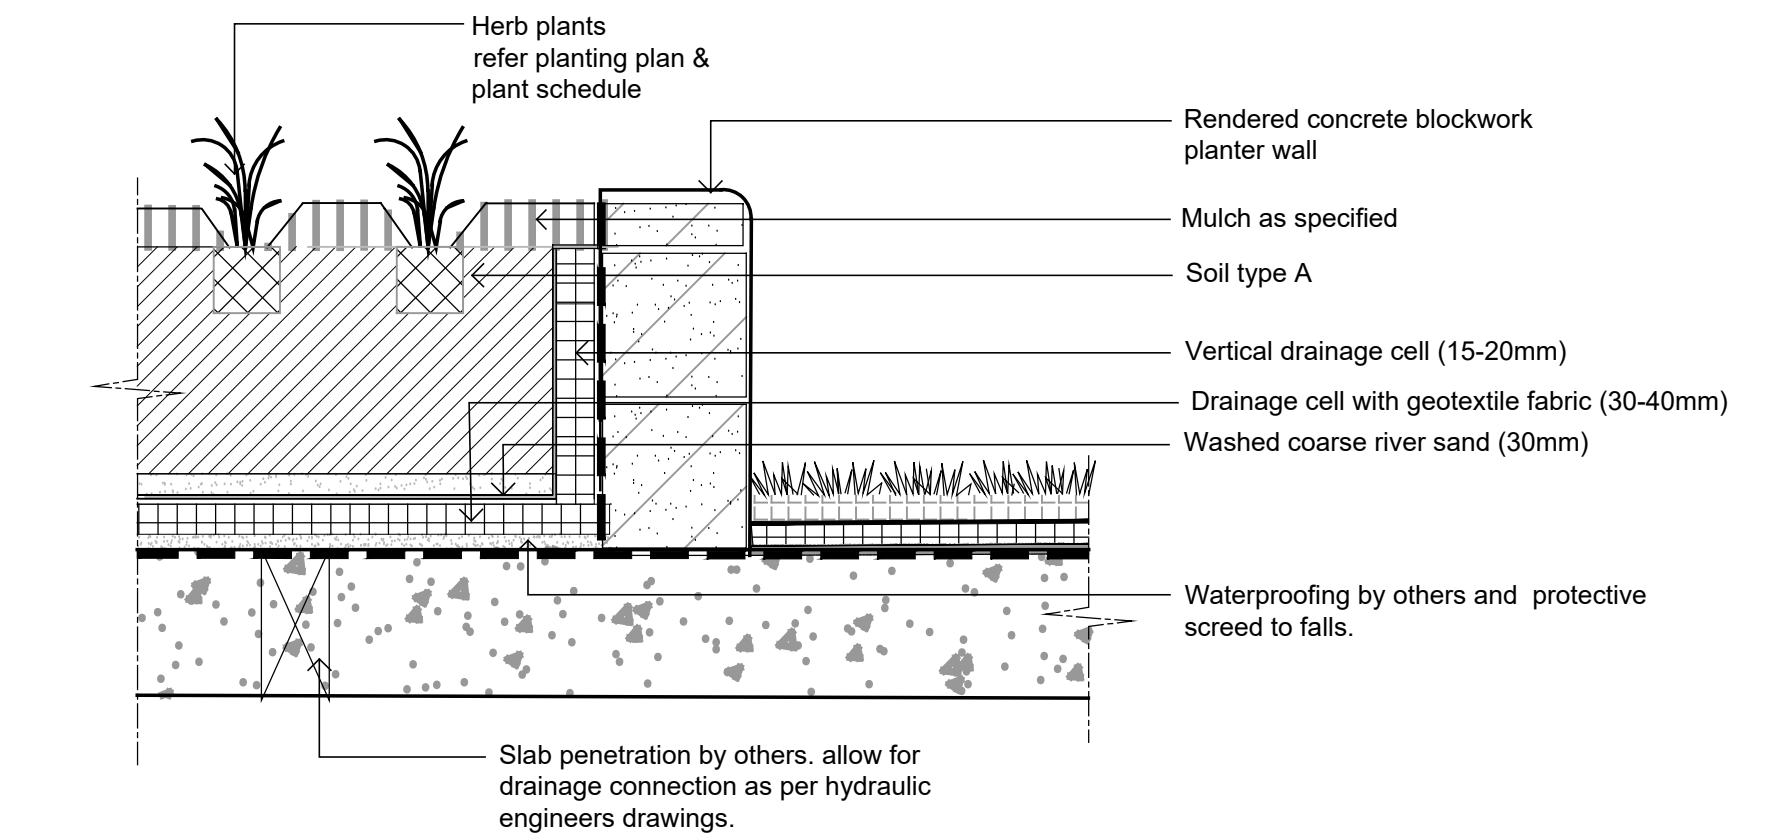 Herb plants
refer planting plan &
plant schedule
Rendered concrete blockwork
planter wall
Mulch as specified
Soil type A
Vertical drainage cell (15-20mm)
Drainage cell with geotextile fabric (30-40mm)
Washed coarse river sand (30mm)
Waterproofing by others and  protective
screed to falls.
Slab penetration by others. allow for
drainage connection as per hydraulic
engineers drawings.